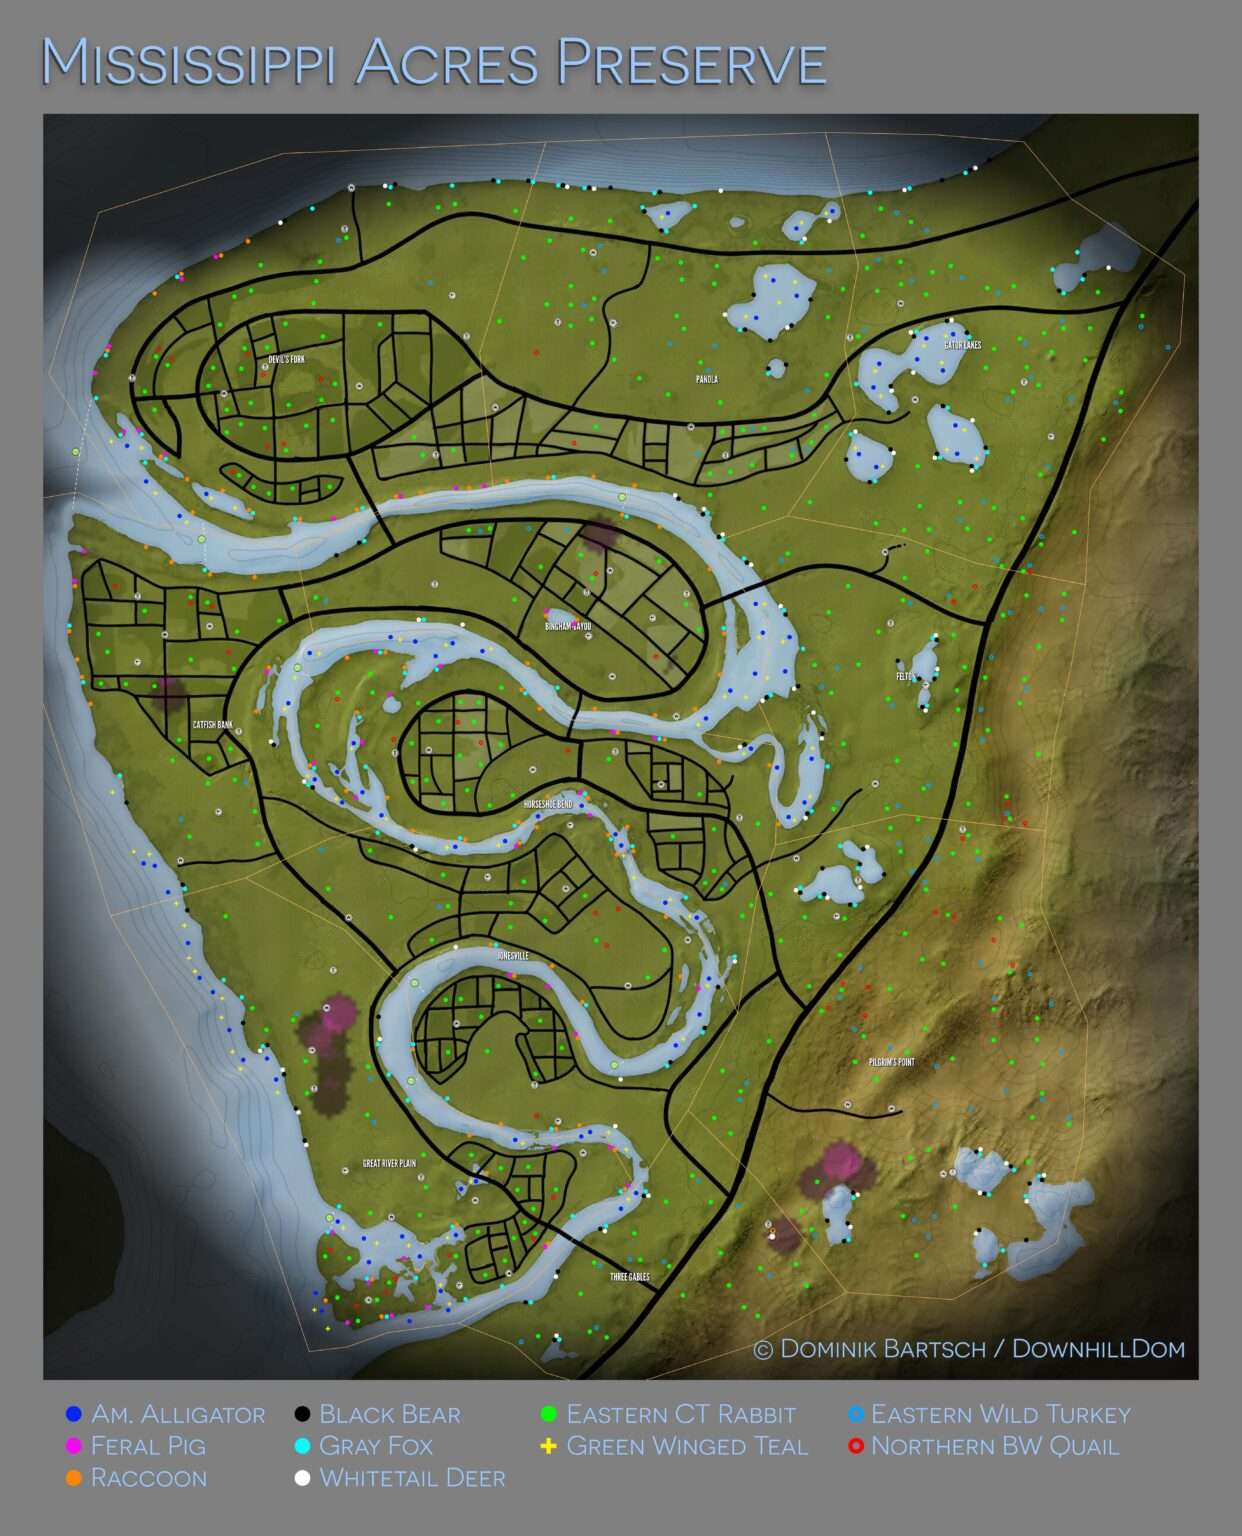 Mississippi Acres Preserve
Devil's Fork
Gator Lakes
Panola
Bingham Bayou
Felton
Catfish Bank
Horseshoe Bend
Jonesville
Pilgrim's Point
Great River Plain
Three Gables
© Dominik Bartsch / DownhillDom
Am. Alligator
Black Bear
Eastern CT Rabbit
Eastern Wild Turkey
Feral Pig
Gray Fox
Green Winged Teal
Northern BW Quail
Raccoon
Whitetail Deer